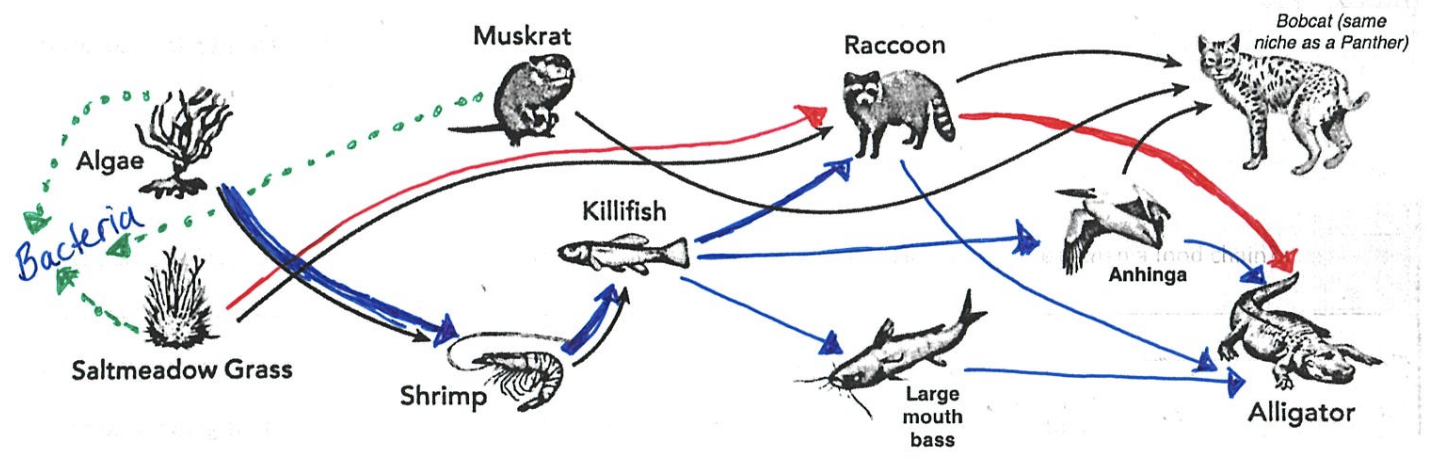 Bobcat (same
niche as a Panther)
Muskrat
Raccoon
Algae
Killifish
Bacteria
Anhinga
Saltmeadow Grass
Shrimp
Large
mouth
bass
Alligator